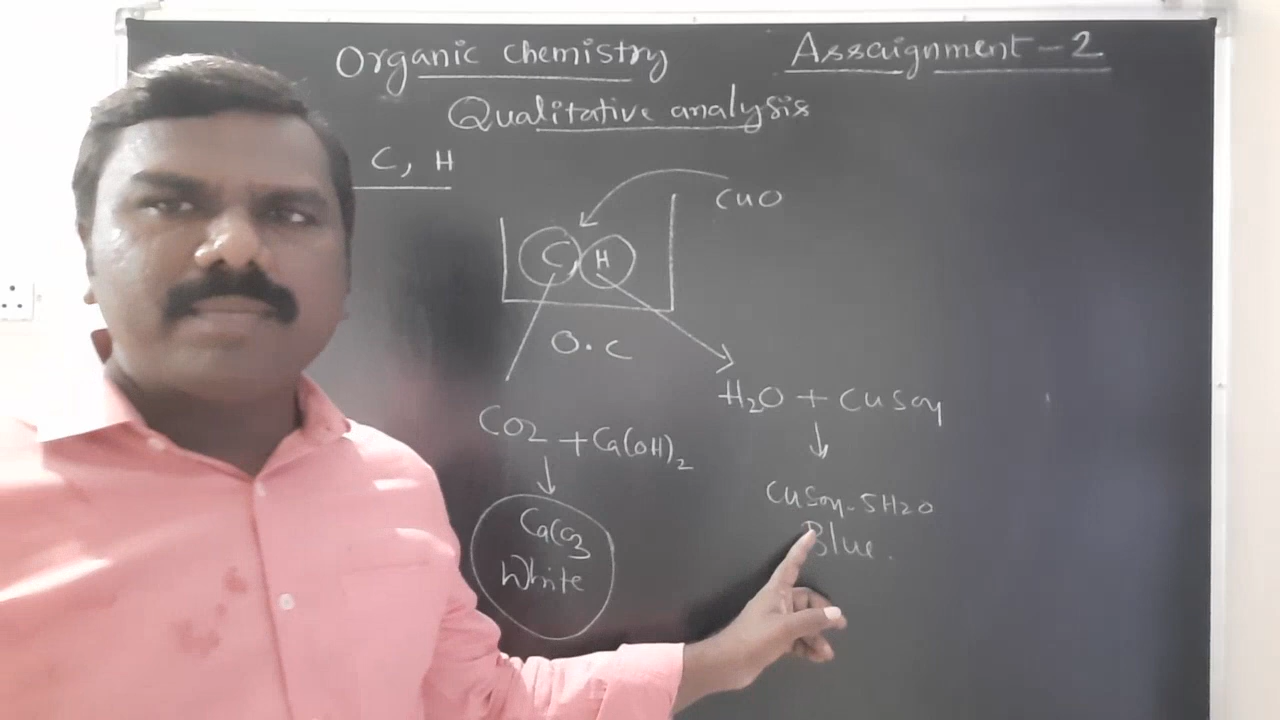 Organic chemistry
Assaignment-2
Qualitative analysis
C, H
CuO
C, H
O.C
H2O + CuSO4
CO2 + Ca(OH)2
CuSO4.5H2O
CaCO3
Blue.
White